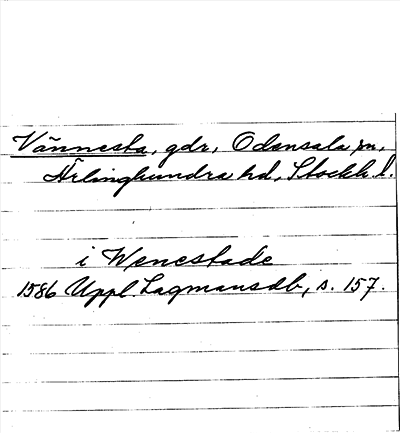 Vännesta, gdr, Odensala sn,
Ärlinghundra hd, Stockh. l.
i Wenestade
1586 Uppl. Lagmansdb, s. 157.